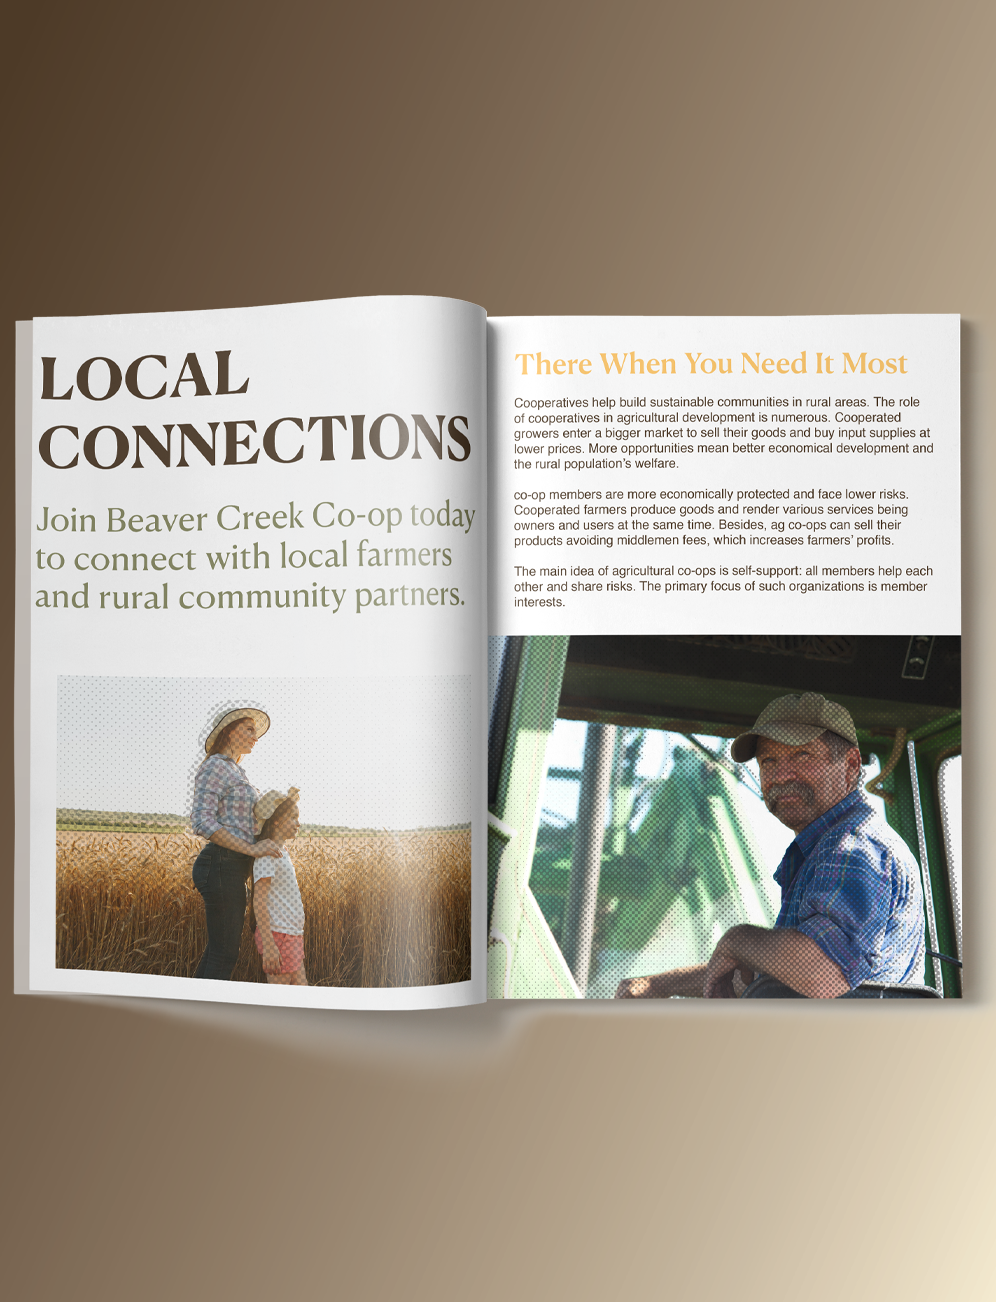 LOCAL
CONNECTIONS
Join Beaver Creek Co-op today
to connect with local farmers
and rural community partners.
There When You Need It Most
Cooperatives help build sustainable communities in rural areas. The role
of cooperatives in agricultural development is numerous. Cooperated
growers enter a bigger market to sell their goods and buy input supplies at
lower prices. More opportunities mean better economical development and
the rural population's welfare.
co-op members are more economically protected and face lower risks.
Cooperated farmers produce goods and render various services being
owners and users at the same time. Besides, ag co-ops can sell their
products avoiding middlemen fees, which increases farmers' profits.
The main idea of agricultural co-ops is self-support: all members help each
other and share risks. The primary focus of such organizations is member
interests.